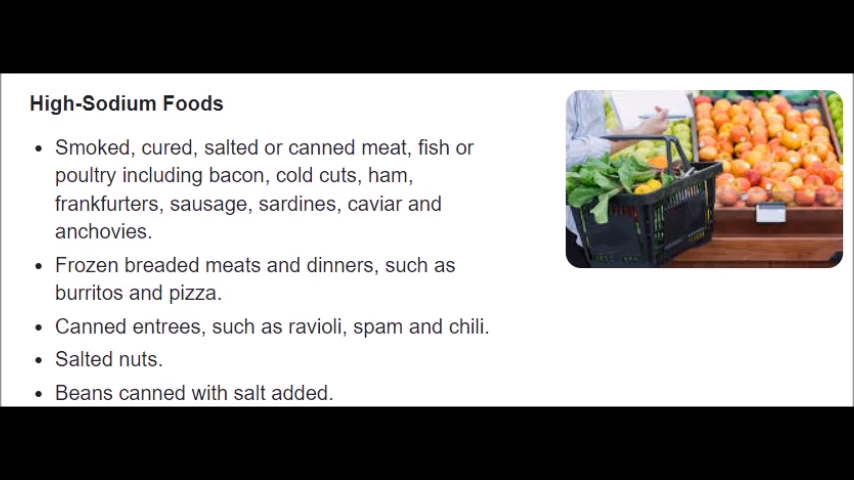 High-Sodium Foods
• Smoked, cured, salted or canned meat, fish or
poultry including bacon, cold cuts, ham,
frankfurters, sausage, sardines, caviar and
anchovies.
• Frozen breaded meats and dinners, such as
burritos and pizza.
• Canned entrees, such as ravioli, spam and chili.
• Salted nuts.
• Beans canned with salt added.